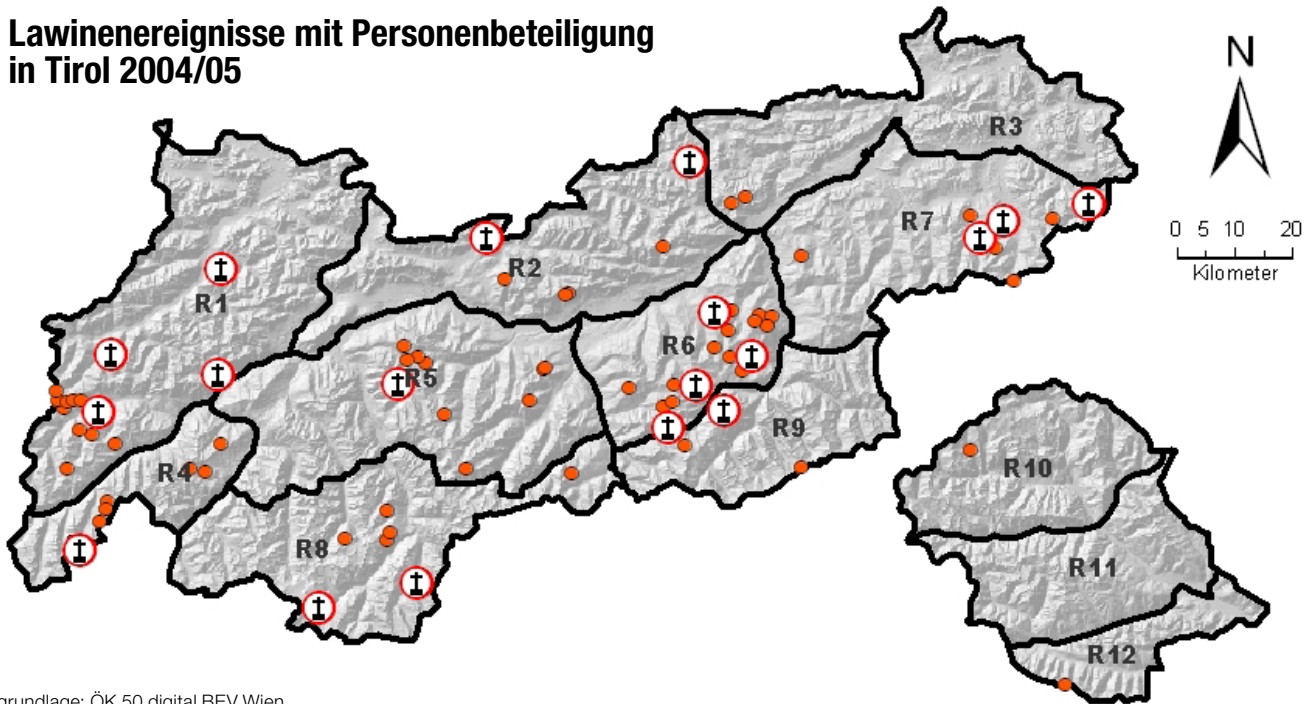 Lawinenereignisse mit Personenbeteiligung
in Tirol 2004/05
N
0 5 10 20
Kilometer
R3
R7
R2
R1
R6
R5
R9
R4
R10
R8
R11
R12
grundlage: ÖK 50 digital BEV Wien